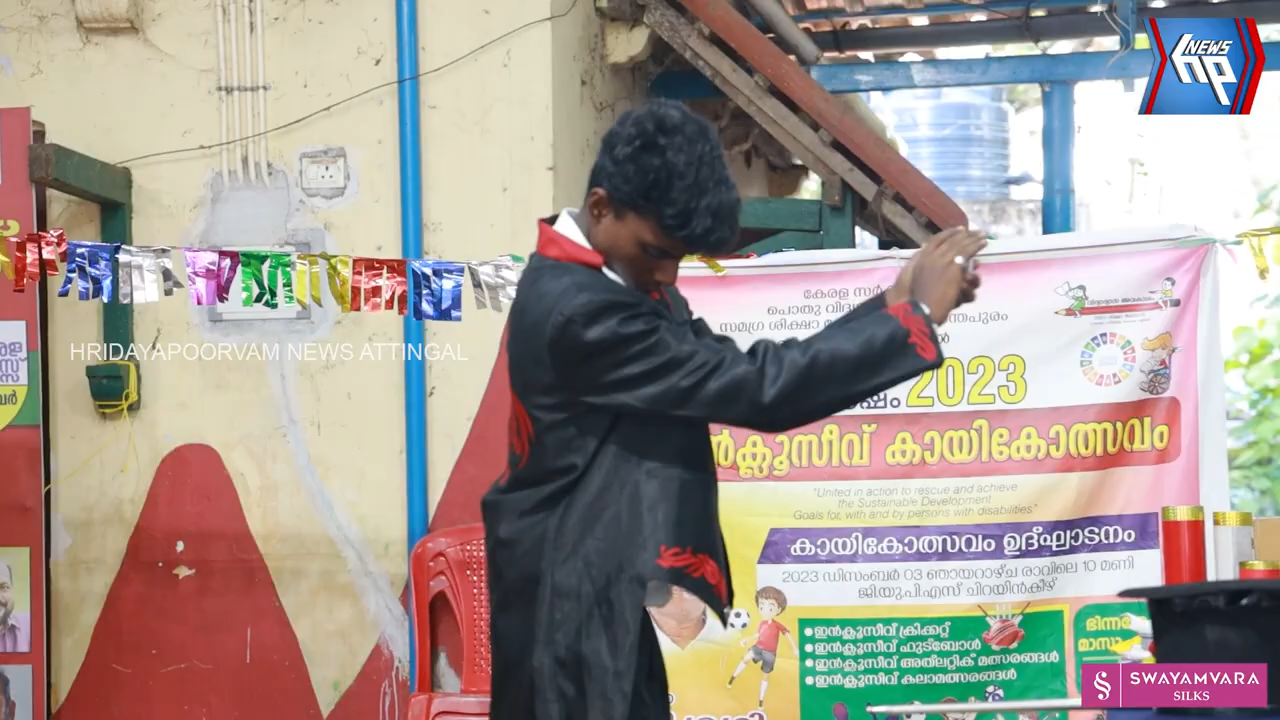 NEWS
HRIDAYAPOORVAM NEWS ATTINGAL
കേരള
പൊതു
സമഗ്ര ശിക്ഷാ
2023
കായികോത്സവം
"United in action to rescue and achieve
the Sustainable Development
Goals for, with and by persons with disabilities"
കായികോത്സവം ഉദ്ഘാടനം
2023 ഡിസംബർ 03 ഞായറാഴ്ച രാവിലെ 10 മണി
ജി.യു.പി.എസ് ചിറയിൻകീഴ്
ഇൻക്ലൂസീവ് ക്രിക്കറ്റ്
ഇൻക്ലൂസീവ് ഫുട്ബോൾ
ഇൻക്ലൂസീവ് അത്‌ലറ്റിക് മത്സരങ്ങൾ
ഇൻക്ലൂസീവ് കലാമത്സരങ്ങൾ
SWAYAMVARA
SILKS